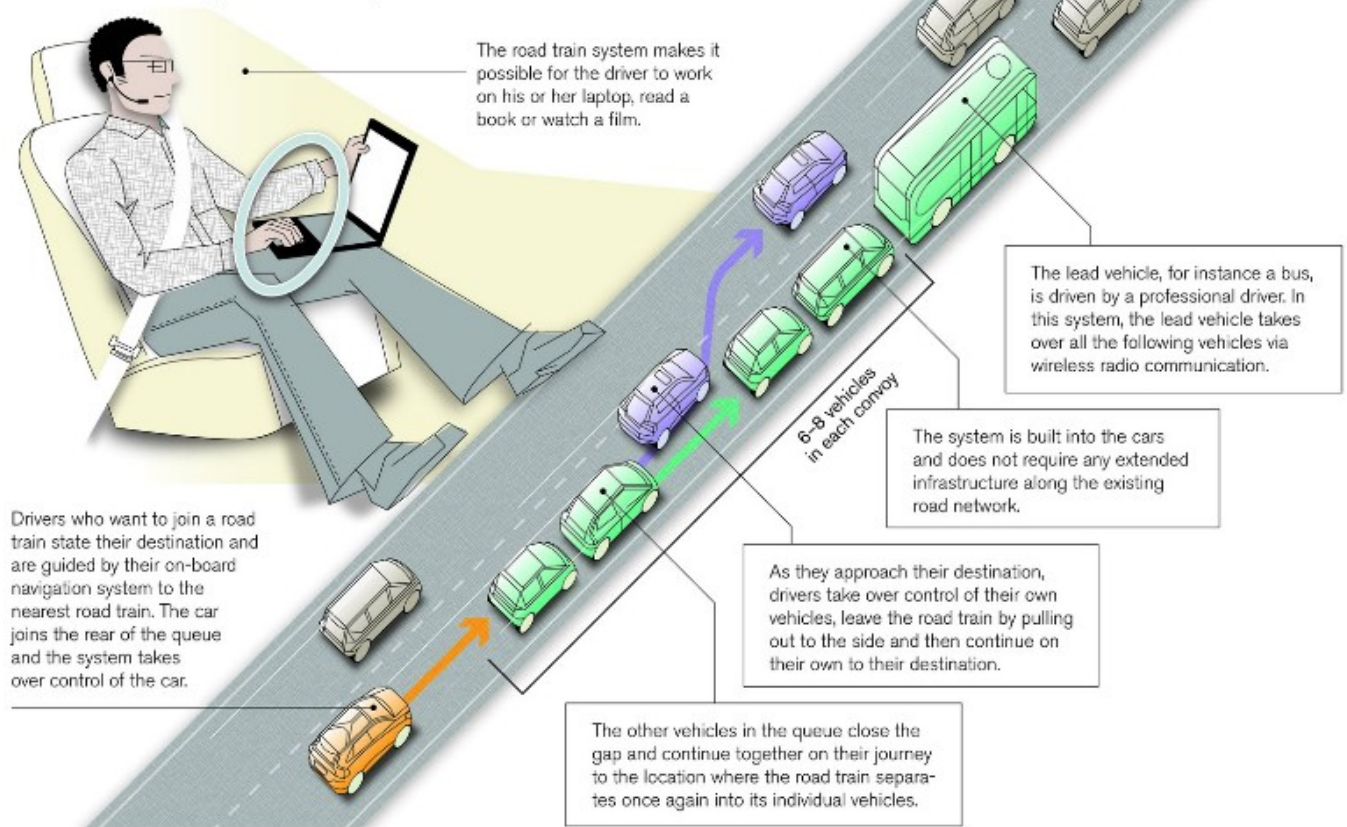 The road train system makes it
possible for the driver to work
on his or her laptop, read a
book or watch a film.
The lead vehicle, for instance a bus,
is driven by a professional driver. In
this system, the lead vehicle takes
over all the following vehicles via
wireless radio communication.
6–8 vehicles
in each convoy
The system is built into the cars
and does not require any extended
infrastructure along the existing
road network.
Drivers who want to join a road
train state their destination and
are guided by their on-board
navigation system to the
nearest road train. The car
joins the rear of the queue
and the system takes
over control of the car.
As they approach their destination,
drivers take over control of their own
vehicles, leave the road train by pulling
out to the side and then continue on
their own to their destination.
The other vehicles in the queue close the
gap and continue together on their journey
to the location where the road train separa-
tes once again into its individual vehicles.